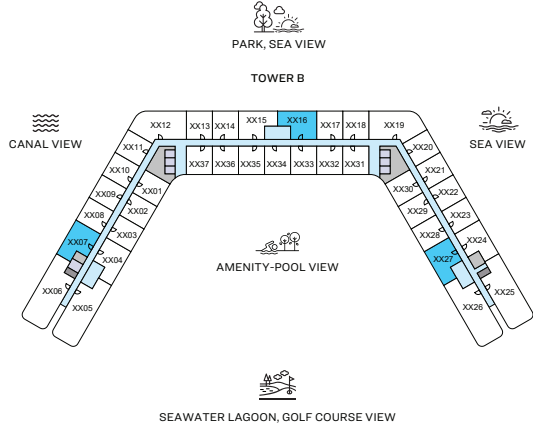 PARK, SEA VIEW
TOWER B
XX12 XX13 XX14 XX15 XX16 XX17 XX18 XX19
CANAL VIEW
SEA VIEW
XX11 XX37 XX36 XX35 XX34 XX33 XX32 XX31 XX20
XX10 XX21
XX01 XX30
XX09 XX22
XX02 XX29
XX08 XX23
XX03 XX28
XX07 XX24
XX04 XX27
AMENITY-POOL VIEW
XX06 XX25
XX05 XX26
SEAWATER LAGOON, GOLF COURSE VIEW